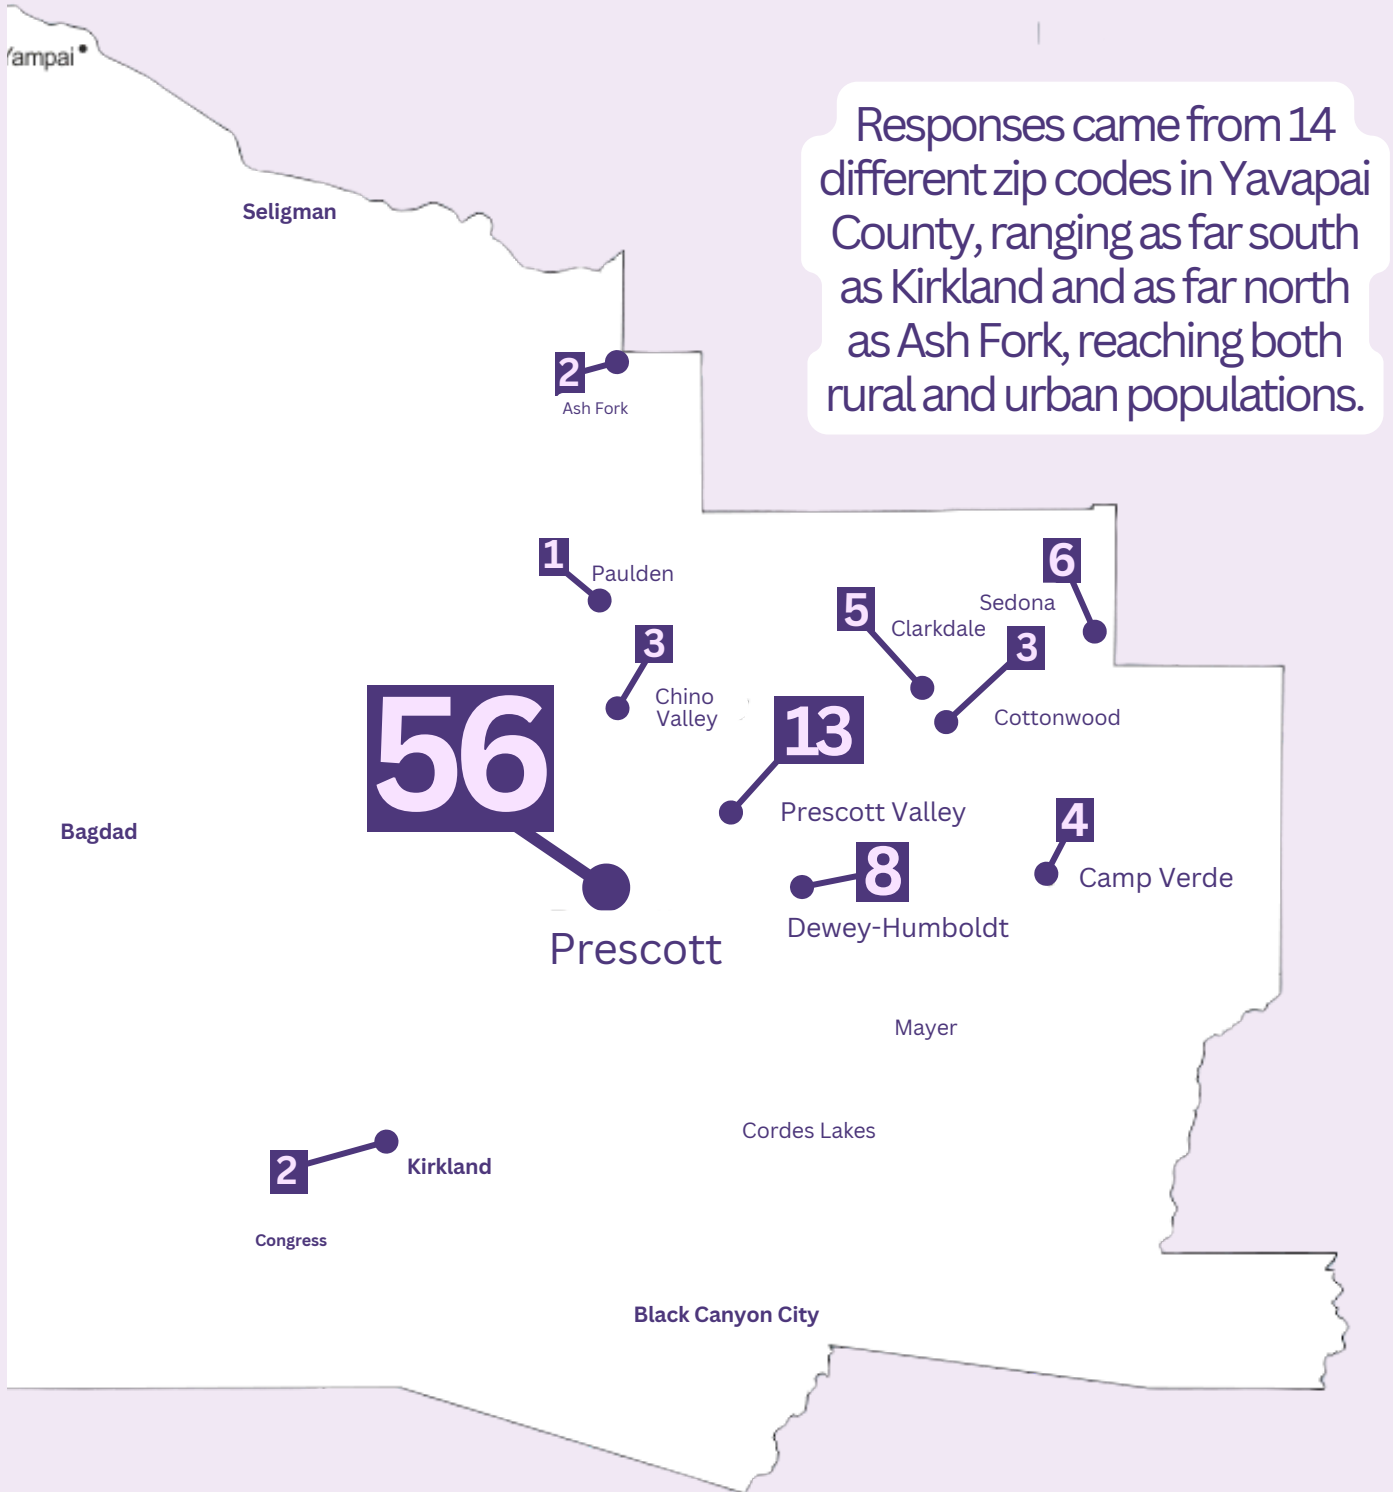 Yampai
Responses came from 14
different zip codes in Yavapai
County, ranging as far south
as Kirkland and as far north
as Ash Fork, reaching both
rural and urban populations.
Seligman
2
Ash Fork
1
Paulden
6
Sedona
5
Clarkdale
3
Cottonwood
3
Chino
Valley
56
Prescott
13
Prescott Valley
4
Camp Verde
8
Dewey-Humboldt
Bagdad
Mayer
Cordes Lakes
2
Kirkland
Congress
Black Canyon City